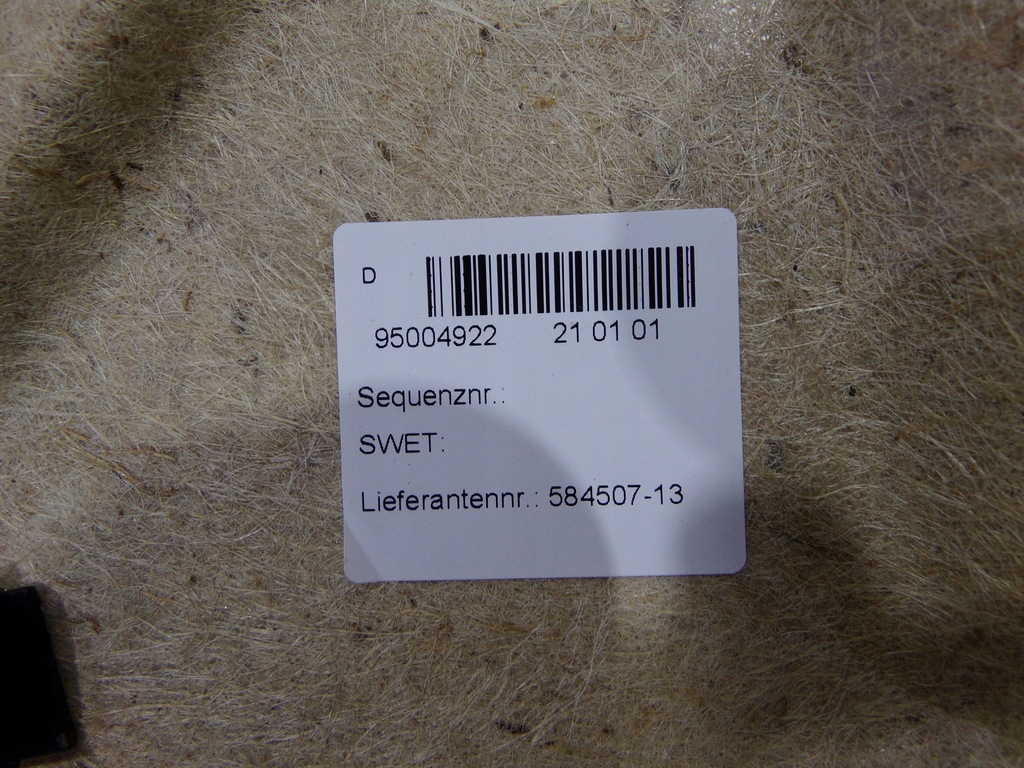 D
95004922 21 01 01
Sequenznr.:
SWET:
Lieferantennr.: 584507-13